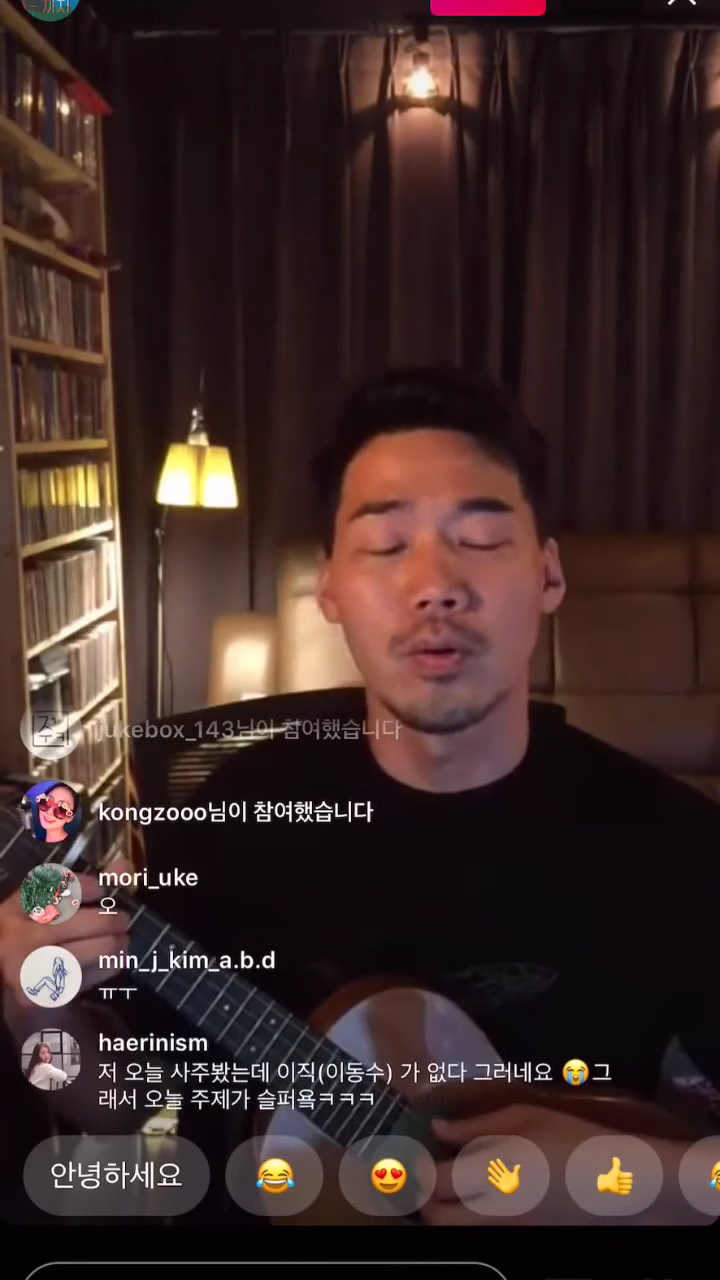 jukebox_143님이 참여했습니다
kongzooo님이 참여했습니다
mori_uke
오
min_j_kim_a.b.d
ㅠㅜ
haerinism
저 오늘 사주봤는데 이직(이동수) 가 없다 그러네요 😭그
래서 오늘 주제가 슬퍼욬ㅋㅋㅋ
안녕하세요 😂 😍 👋 👍